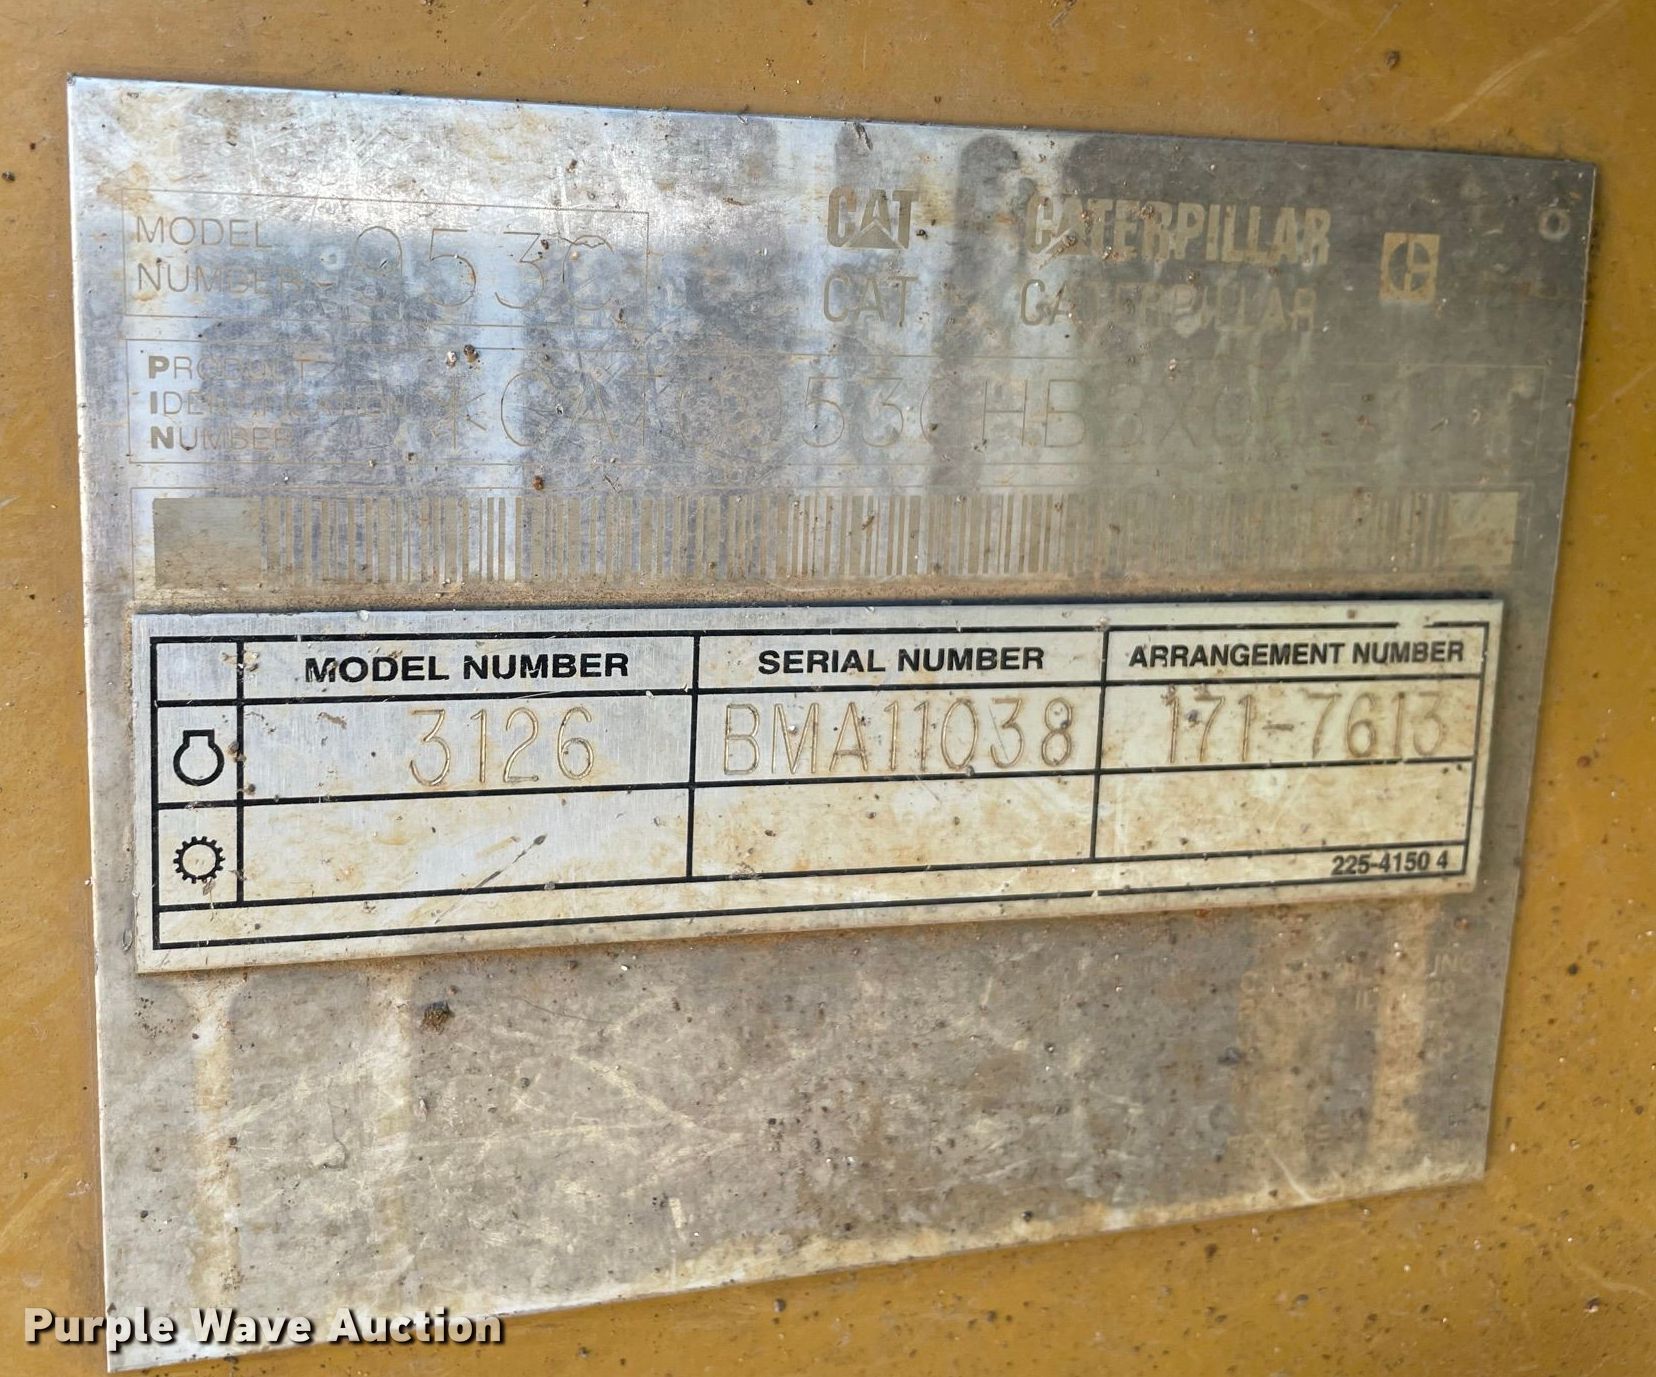 MODEL
NUMBER 953C
CAT CATERPILLAR
CAT CATERPILLAR
PRODUCT
IDENTIFICATION
NUMBER
MODEL NUMBER SERIAL NUMBER ARRANGEMENT NUMBER
3126 BMA11038 171-7613
225-4150 4
Purple Wave Auction